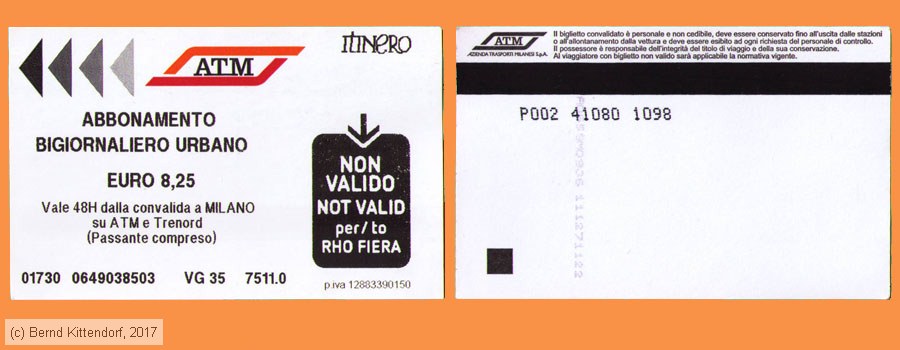 ATM
ITINERO
ABBONAMENTO
BIGIORNALIERO URBANO
EURO 8,25
Vale 48H dalla convalida a MILANO
su ATM e Trenord
(Passante compreso)
01730 0649038503 VG 35 7511.0
NON
VALIDO
NOT VALID
per/to
RHO FIERA
p.iva 12883390150
ATM
AZIENDA TRASPORTI MILANESI S.p.A.
Il biglietto convalidato è personale e non cedibile, deve essere conservato fino all'uscita dalle stazioni
o all'allontanamento dalla vettura e deve essere esibito ad ogni richiesta del personale di controllo.
Il possessore è responsabile dell'integrità del titolo di viaggio e della sua conservazione.
Al viaggiatore con biglietto non valido sarà applicabile la normativa vigente.
P002 41080 1098
(c) Bernd Kittendorf, 2017